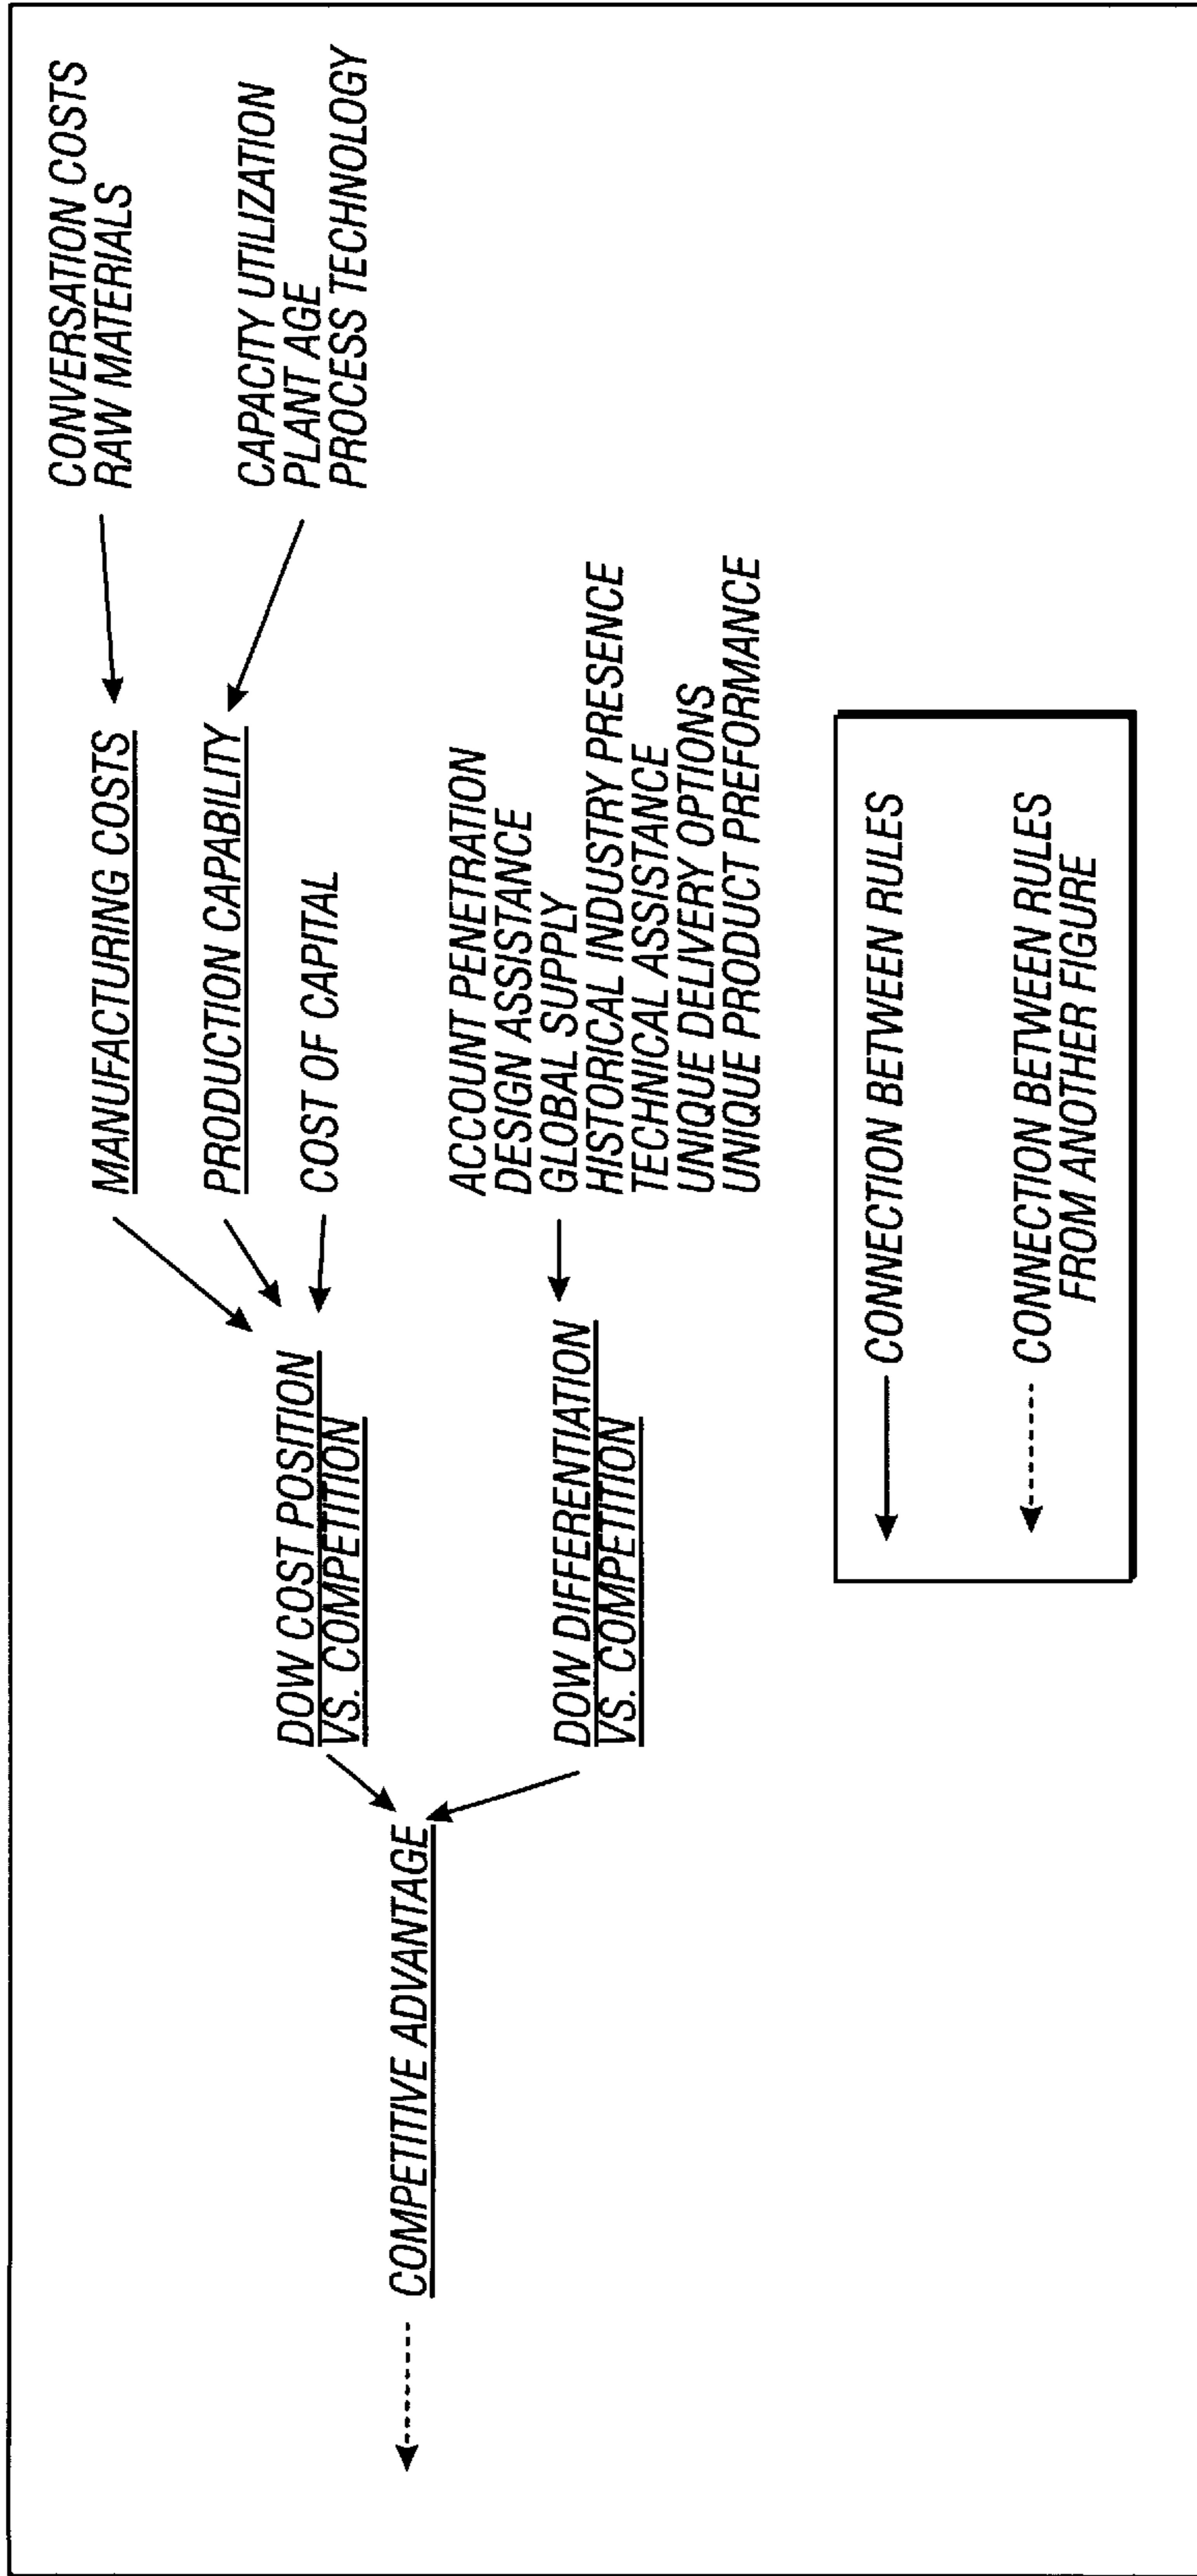 CONVERSATION COSTS
RAW MATERIALS
MANUFACTURING COSTS
CAPACITY UTILIZATION
PLANT AGE
PROCESS TECHNOLOGY
PRODUCTION CAPABILITY
COST OF CAPITAL
DOW COST POSITION
VS. COMPETITION
COMPETITIVE ADVANTAGE
ACCOUNT PENETRATION
DESIGN ASSISTANCE
GLOBAL SUPPLY
HISTORICAL INDUSTRY PRESENCE
TECHNICAL ASSISTANCE
UNIQUE DELIVERY OPTIONS
UNIQUE PRODUCT PREFORMANCE
DOW DIFFERENTIATION
VS. COMPETITION
CONNECTION BETWEEN RULES
CONNECTION BETWEEN RULES
FROM ANOTHER FIGURE